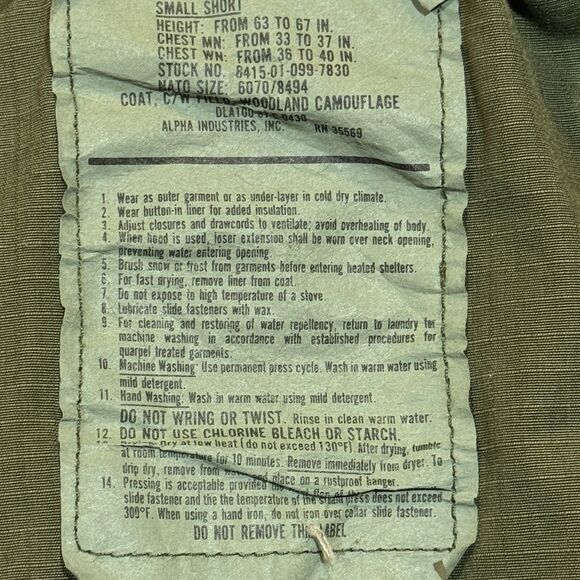 SMALL SHORT
HEIGHT: FROM 63 TO 67 IN.
CHEST MN: FROM 33 TO 37 IN.
CHEST WN: FROM 36 TO 40 IN.
STOCK NO. 8415-01-099-7830
NATO SIZE: 6070/8494
COAT, C/W FIELD, WOODLAND CAMOUFLAGE
ALPHA INDUSTRIES, INC. RN 35569
1. Wear as outer garment or as under-layer in cold dry climate.
2. Wear button-in liner for added insulation.
3. Adjust closures and drawcords to ventilate; avoid overheating of body.
4. When hood is used, loser extension shall be worn over neck opening,
preventing water entering opening.
5. Brush snow or frost from garments before entering heated shelters.
6. For fast drying, remove liner from coat.
7. Do not expose to high temperature of a stove.
8. Lubricate slide fasteners with wax.
9. For cleaning and restoring of water repellency, return to laundry for
machine washing in accordance with established procedures for
quarpel treated garments.
10. Machine Washing: Use permanent press cycle. Wash in warm water using
mild detergent.
11. Hand Washing: Wash in warm water using mild detergent.
DO NOT WRING OR TWIST. Rinse in clean warm water.
12. DO NOT USE CHLORINE BLEACH OR STARCH.
Drying: Dry at low heat (do not exceed 130°F). After drying, tumble
at room temperature for 10 minutes. Remove immediately from dryer. To
drip dry, remove from and place on a rustproof hanger.
14. Pressing is acceptable provided
slide fastener and the the temperature of the press does not exceed
300°F. When using a hand iron, do not iron over collar slide fastener.
DO NOT REMOVE THIS LABEL